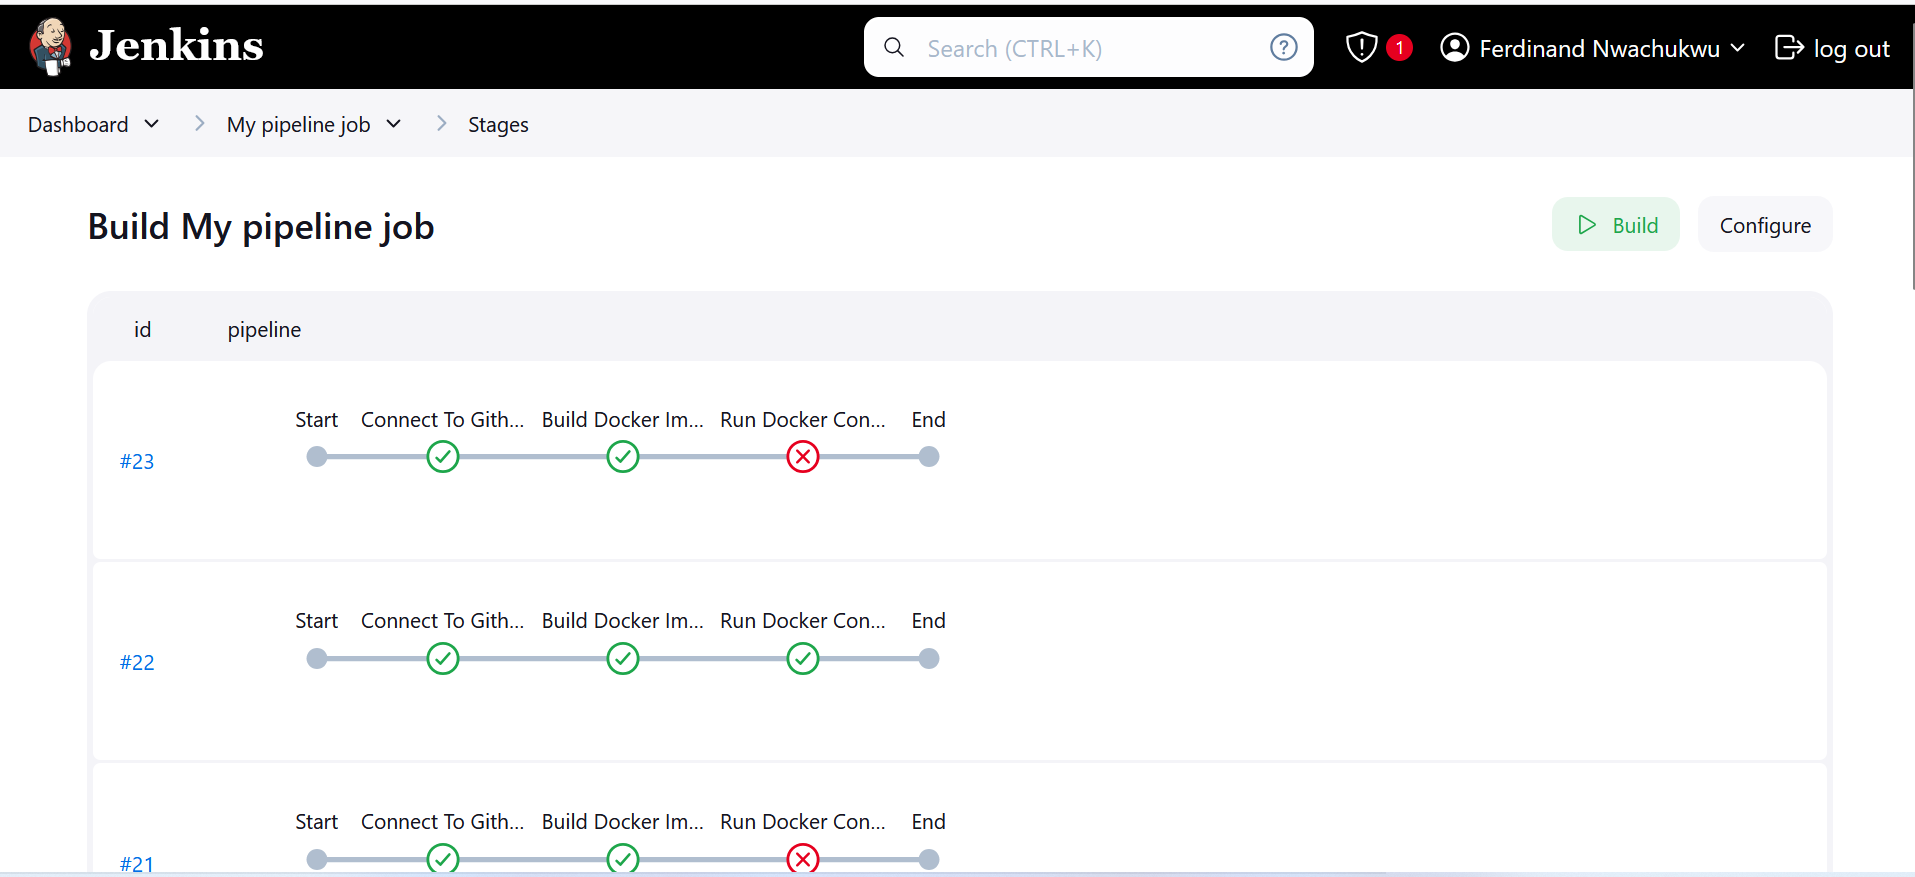 Jenkins
Search (CTRL+K)
?
1
Ferdinand Nwachukwu
log out
Dashboard
My pipeline job
Stages
Build My pipeline job
Build
Configure
id pipeline
Start Connect To Gith... Build Docker Im... Run Docker Con... End
#23
Start Connect To Gith... Build Docker Im... Run Docker Con... End
#22
Start Connect To Gith... Build Docker Im... Run Docker Con... End
#21